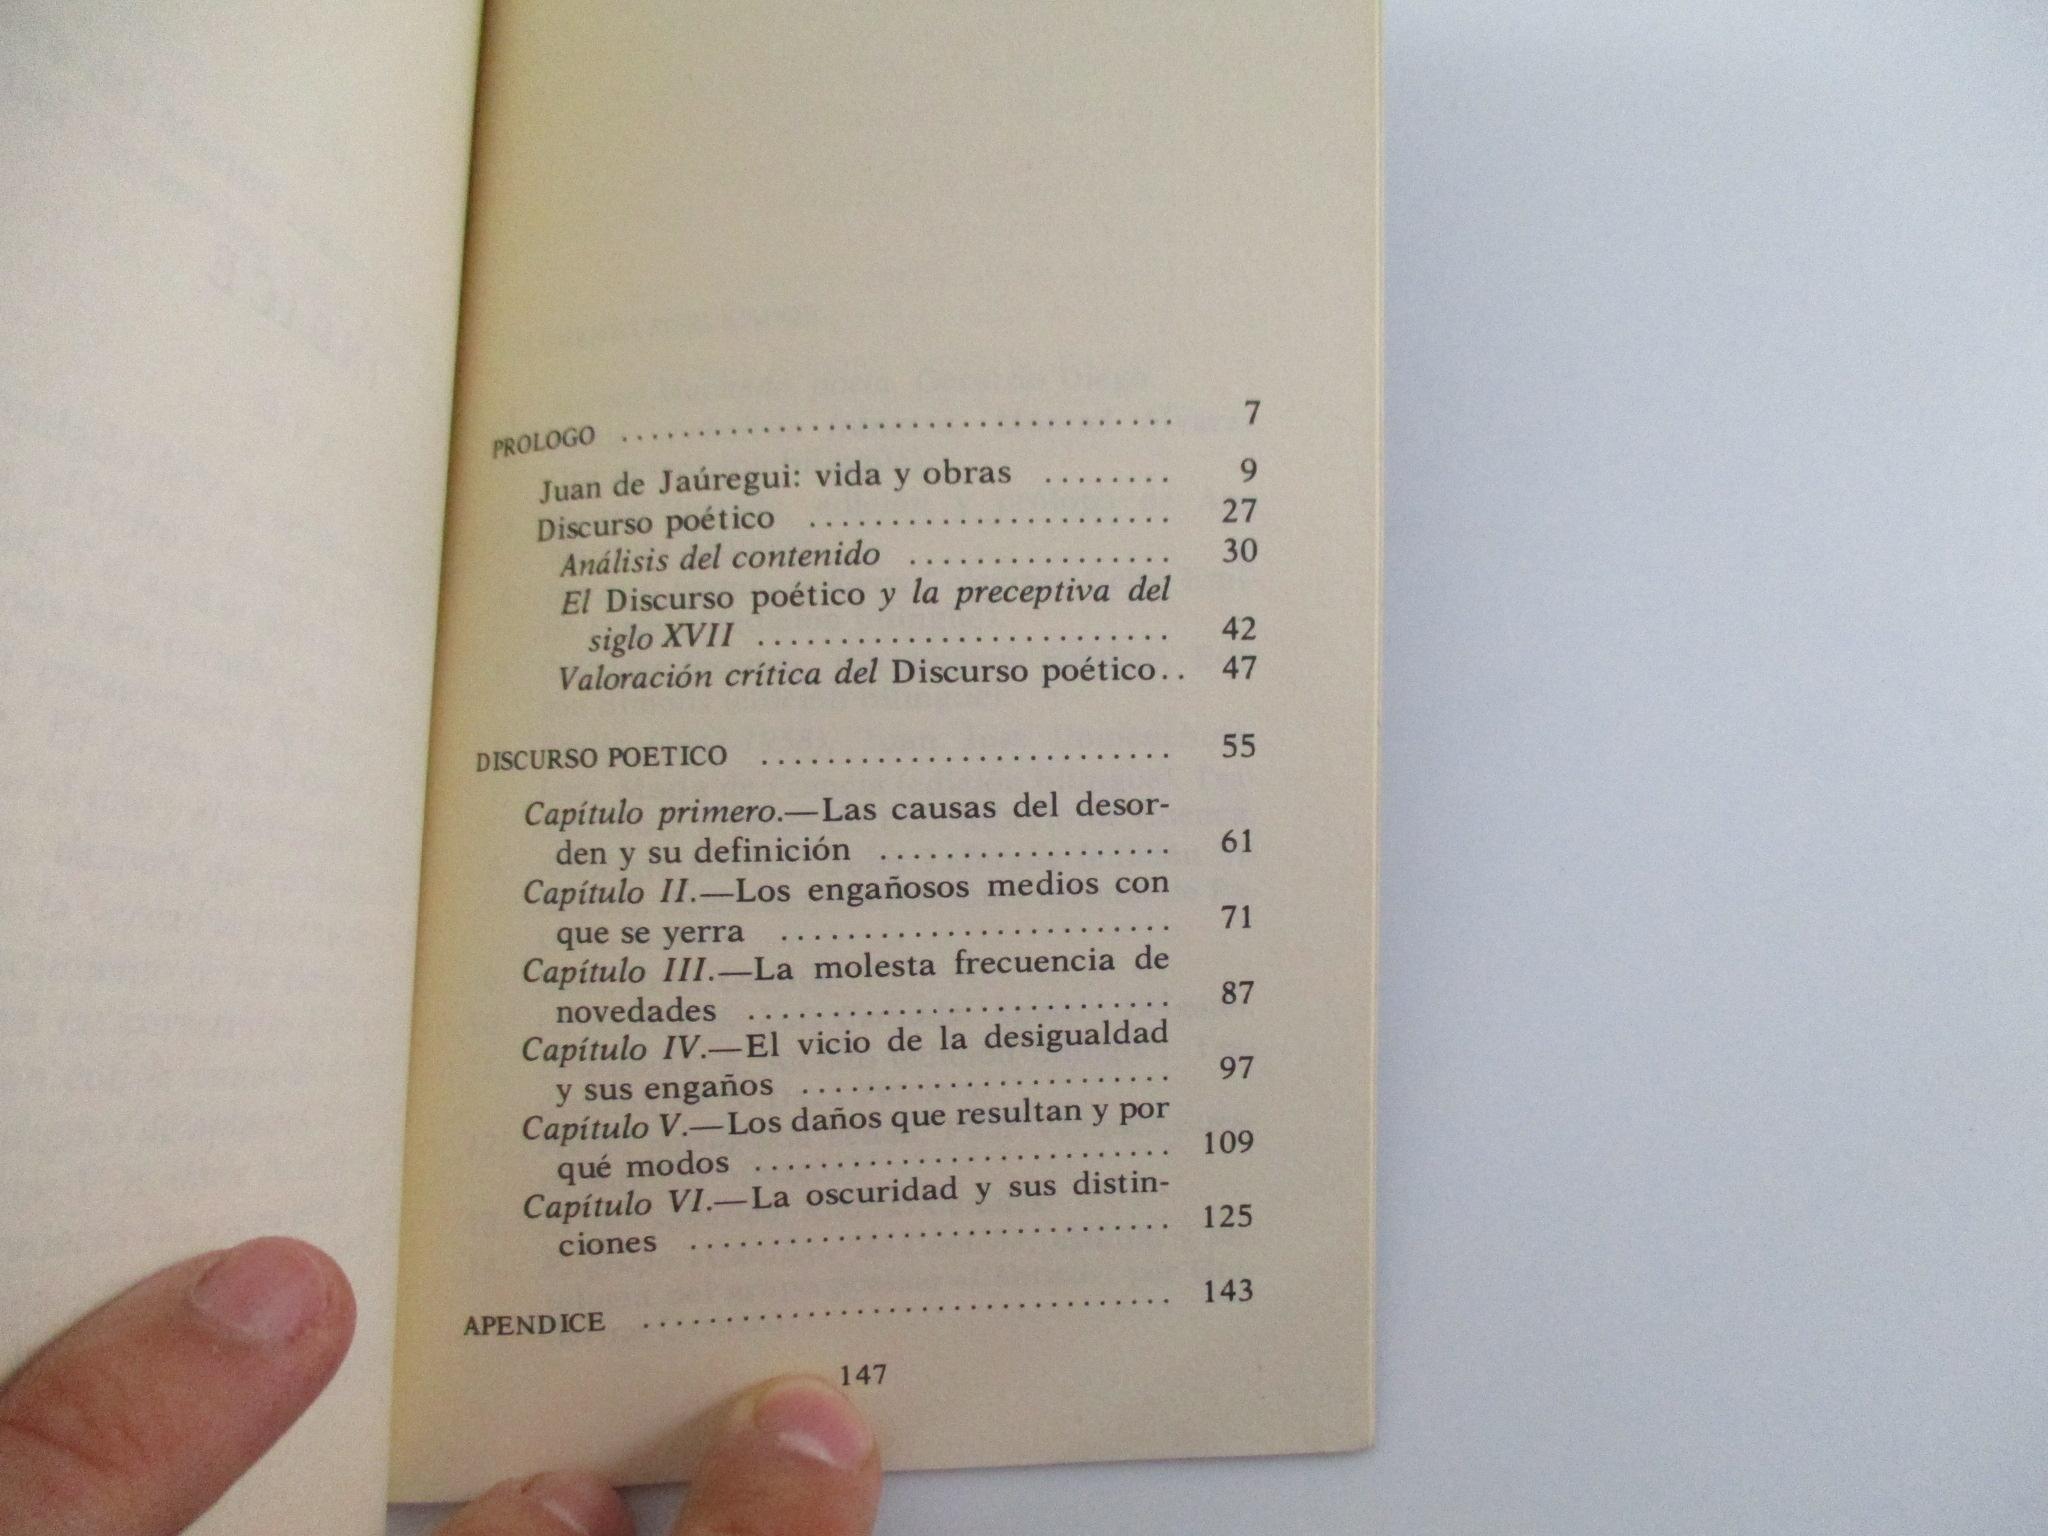 PROLOGO .................................. 7
Juan de Jaúregui: vida y obras ........ 9
Discurso poético ...................... 27
Análisis del contenido ................ 30
El Discurso poético y la preceptiva del
siglo XVII ......................... 42
Valoración crítica del Discurso poético.. 47
DISCURSO POETICO ......................... 55
Capítulo primero.—Las causas del desor-
den y su definición .................. 61
Capítulo II.—Los engañosos medios con
que se yerra ........................ 71
Capítulo III.—La molesta frecuencia de
novedades .......................... 87
Capítulo IV.—El vicio de la desigualdad
y sus engaños ....................... 97
Capítulo V.—Los daños que resultan y por
qué modos .......................... 109
Capítulo VI.—La oscuridad y sus distin-
ciones .............................. 125
APENDICE ................................ 143
147